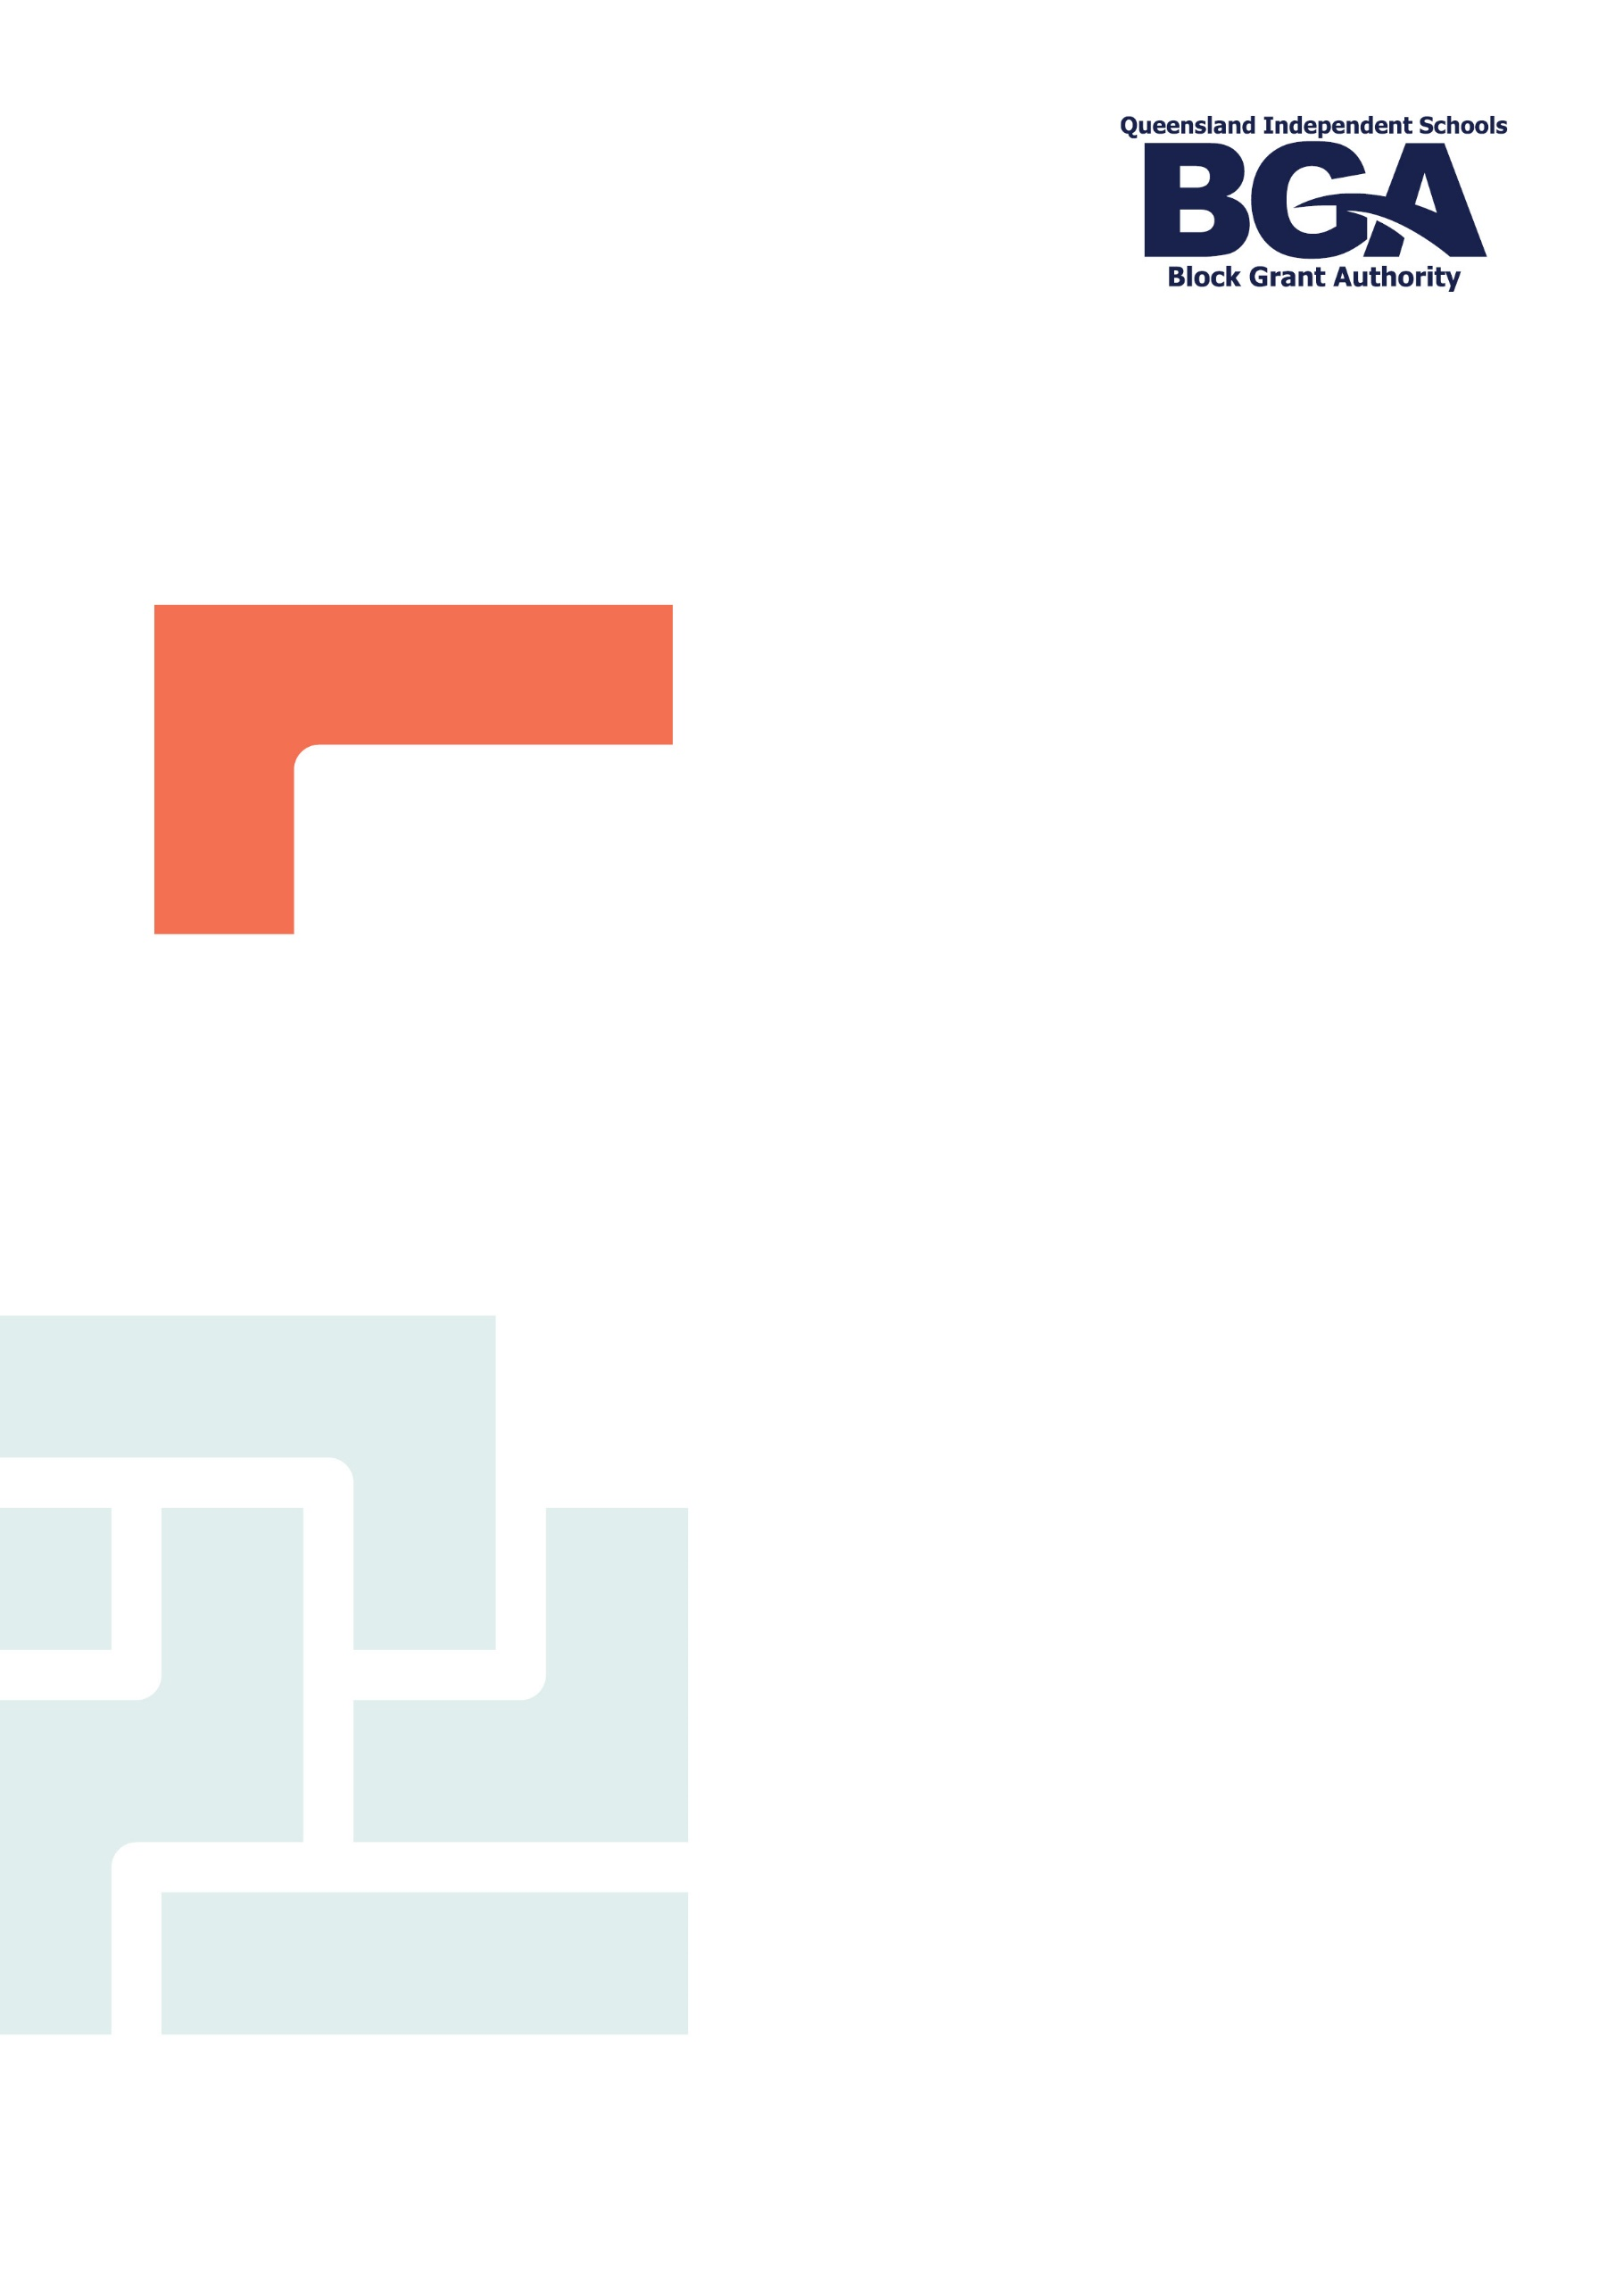 Queensland Independent Schools
BGA
Block Grant Authority